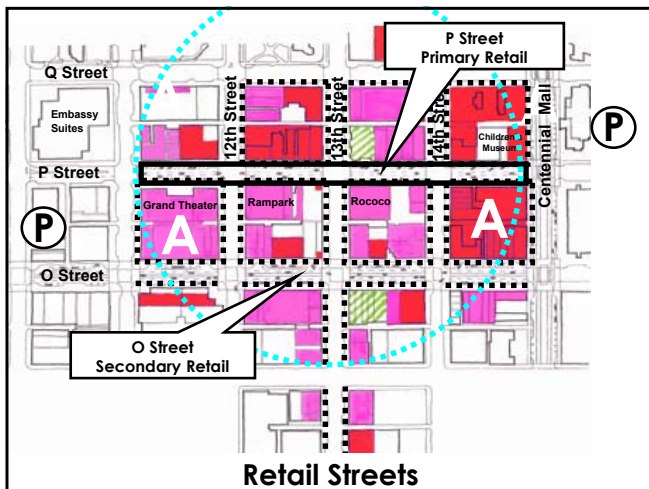 P Street
Primary Retail
Q Street
A
Embassy
Suites
12th Street
13th Street
14th Stre
Centennial Mall
Children
Museum
P
P Street
Grand Theater
Rampark
Rococo
A
A
P
O Street
O Street
Secondary Retail
Retail Streets